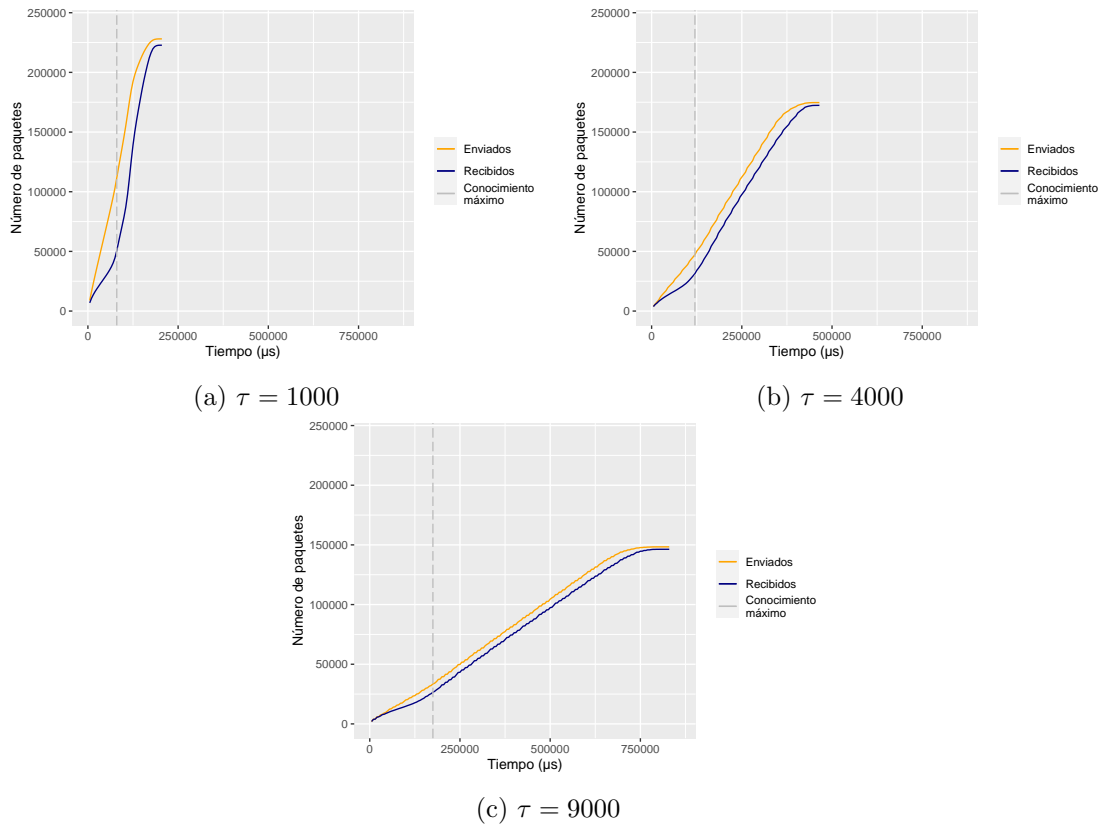 250000
200000
150000
100000
50000
0
Número de paquetes
0 250000 500000 750000
Tiempo (µs)
Enviados
Recibidos
Conocimiento
máximo
(a) τ = 1000
250000
200000
150000
100000
50000
0
Número de paquetes
0 250000 500000 750000
Tiempo (µs)
Enviados
Recibidos
Conocimiento
máximo
(b) τ = 4000
250000
200000
150000
100000
50000
0
Número de paquetes
0 250000 500000 750000
Tiempo (µs)
Enviados
Recibidos
Conocimiento
máximo
(c) τ = 9000